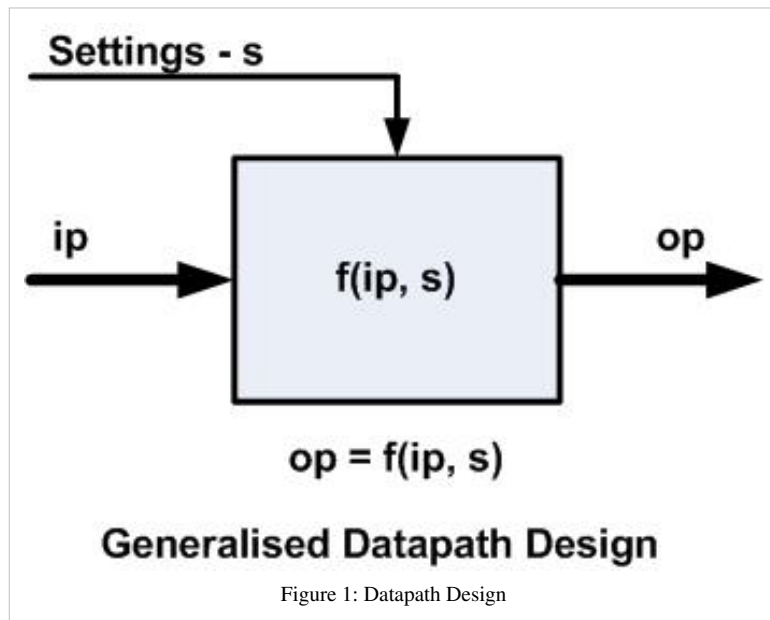 Settings - s
ip
f(ip, s)
op
op = f(ip, s)
Generalised Datapath Design
Figure 1: Datapath Design